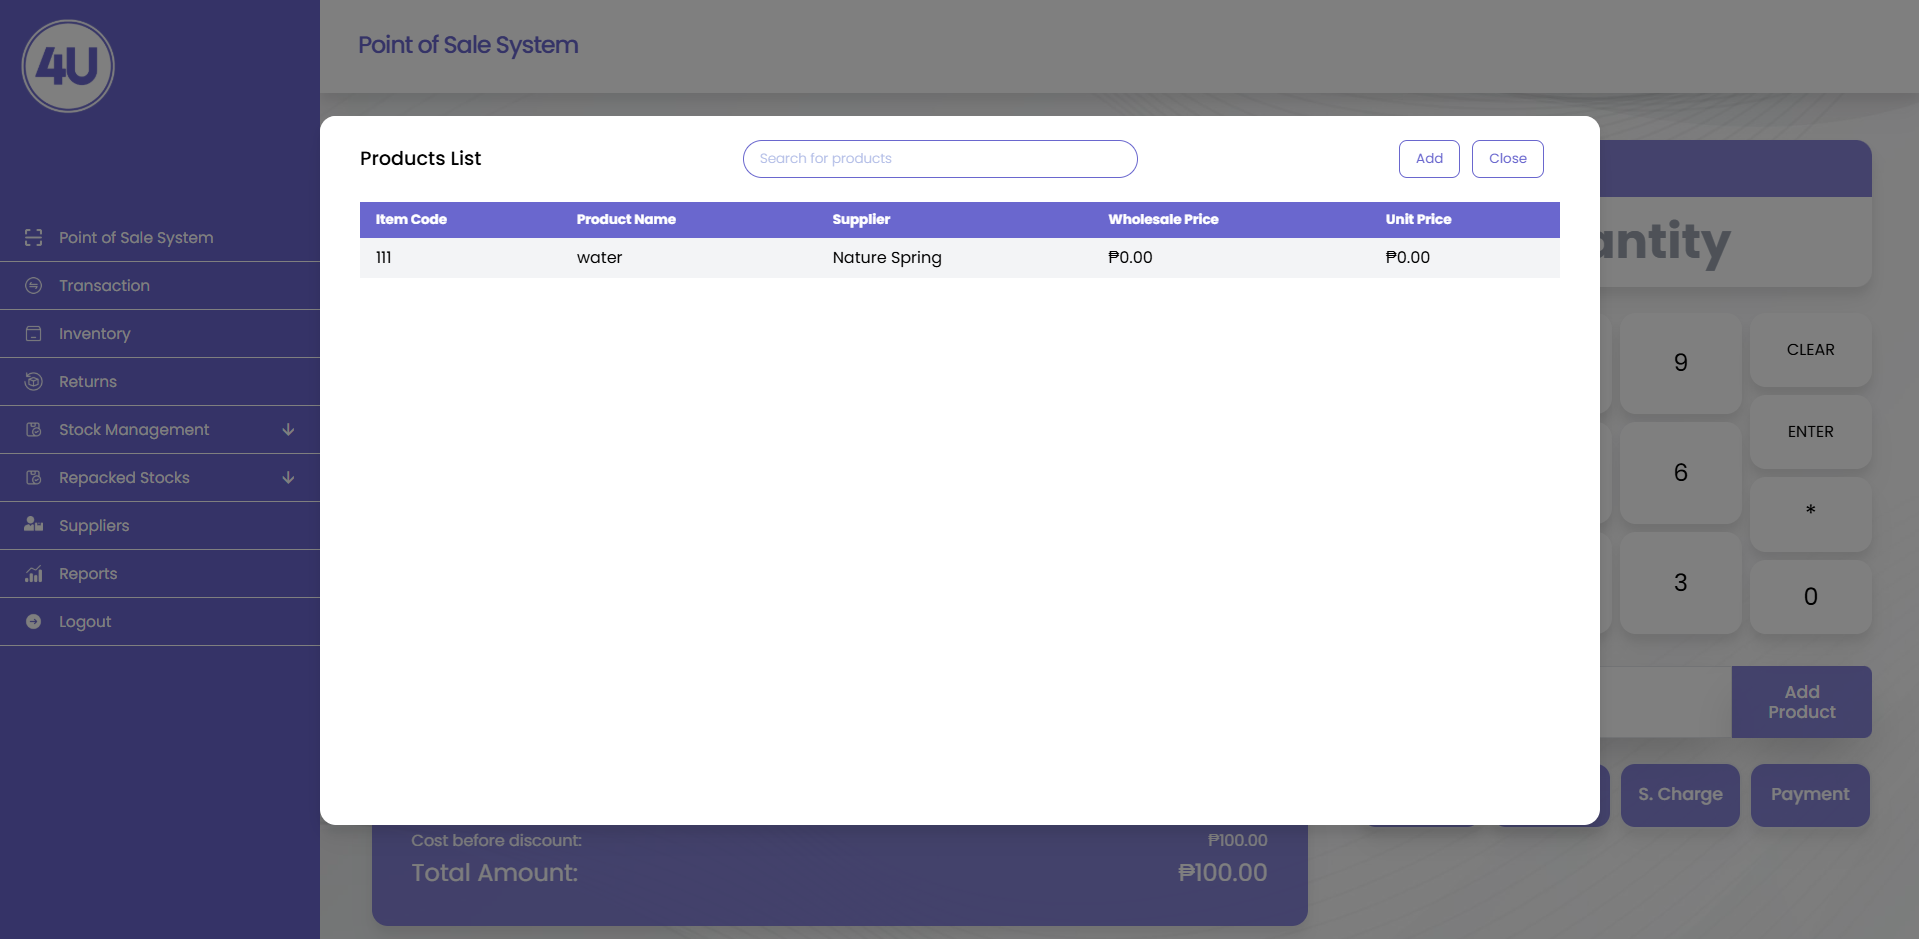 4U
Point of Sale System
Point of Sale System
Transaction
Inventory
Returns
Stock Management
Repacked Stocks
Suppliers
Reports
Logout
Products List
Search for products
Add
Close
Item Code Product Name Supplier Wholesale Price Unit Price
111 water Nature Spring ₱0.00 ₱0.00
9
CLEAR
6
ENTER
*
3
0
Add
Product
S. Charge
Payment
Cost before discount: ₱100.00
Total Amount: ₱100.00